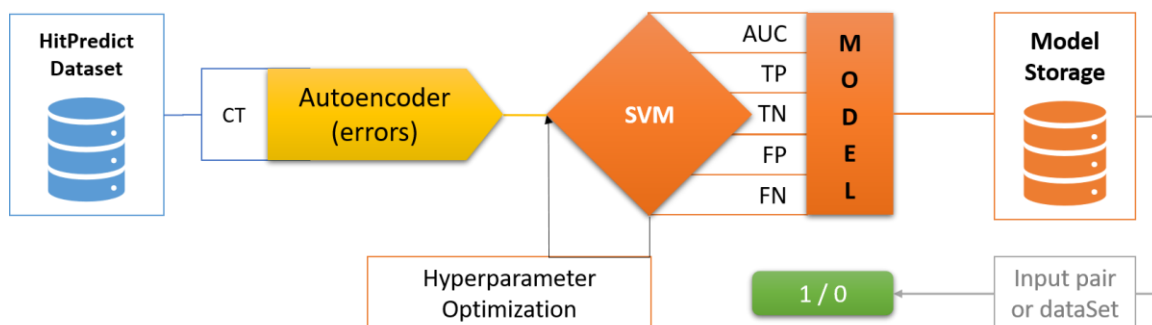 HitPredict
Dataset
CT
Autoencoder
(errors)
SVM
AUC
TP
TN
FP
FN
M
O
D
E
L
Model
Storage
Hyperparameter
Optimization
1 / 0
Input pair
or dataSet